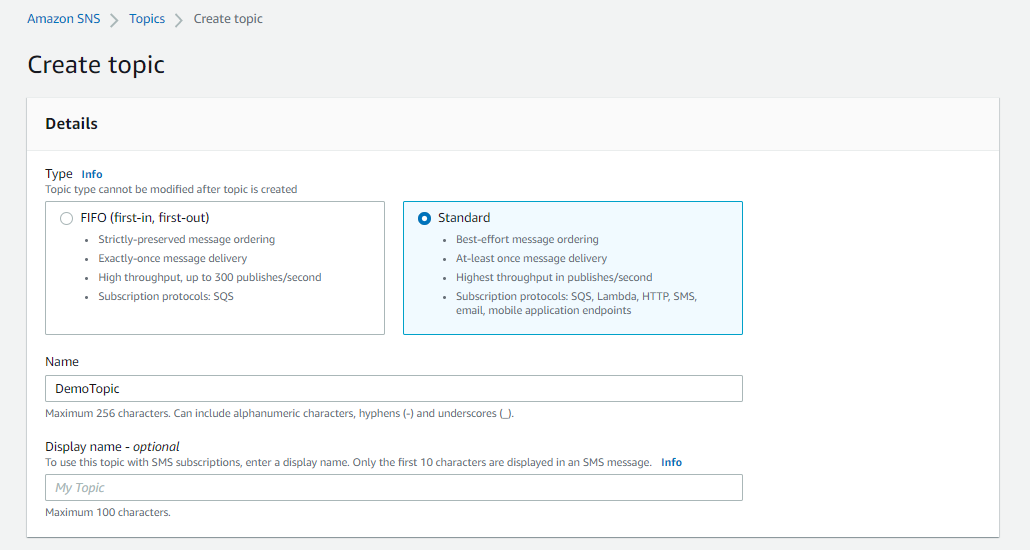 Amazon SNS > Topics > Create topic
Create topic
Details
Type Info
Topic type cannot be modified after topic is created
FIFO (first-in, first-out)
• Strictly-preserved message ordering
• Exactly-once message delivery
• High throughput, up to 300 publishes/second
• Subscription protocols: SQS
Standard
• Best-effort message ordering
• At-least once message delivery
• Highest throughput in publishes/second
• Subscription protocols: SQS, Lambda, HTTP, SMS,
email, mobile application endpoints
Name
DemoTopic
Maximum 256 characters. Can include alphanumeric characters, hyphens (-) and underscores (_).
Display name - optional
To use this topic with SMS subscriptions, enter a display name. Only the first 10 characters are displayed in an SMS message. Info
My Topic
Maximum 100 characters.